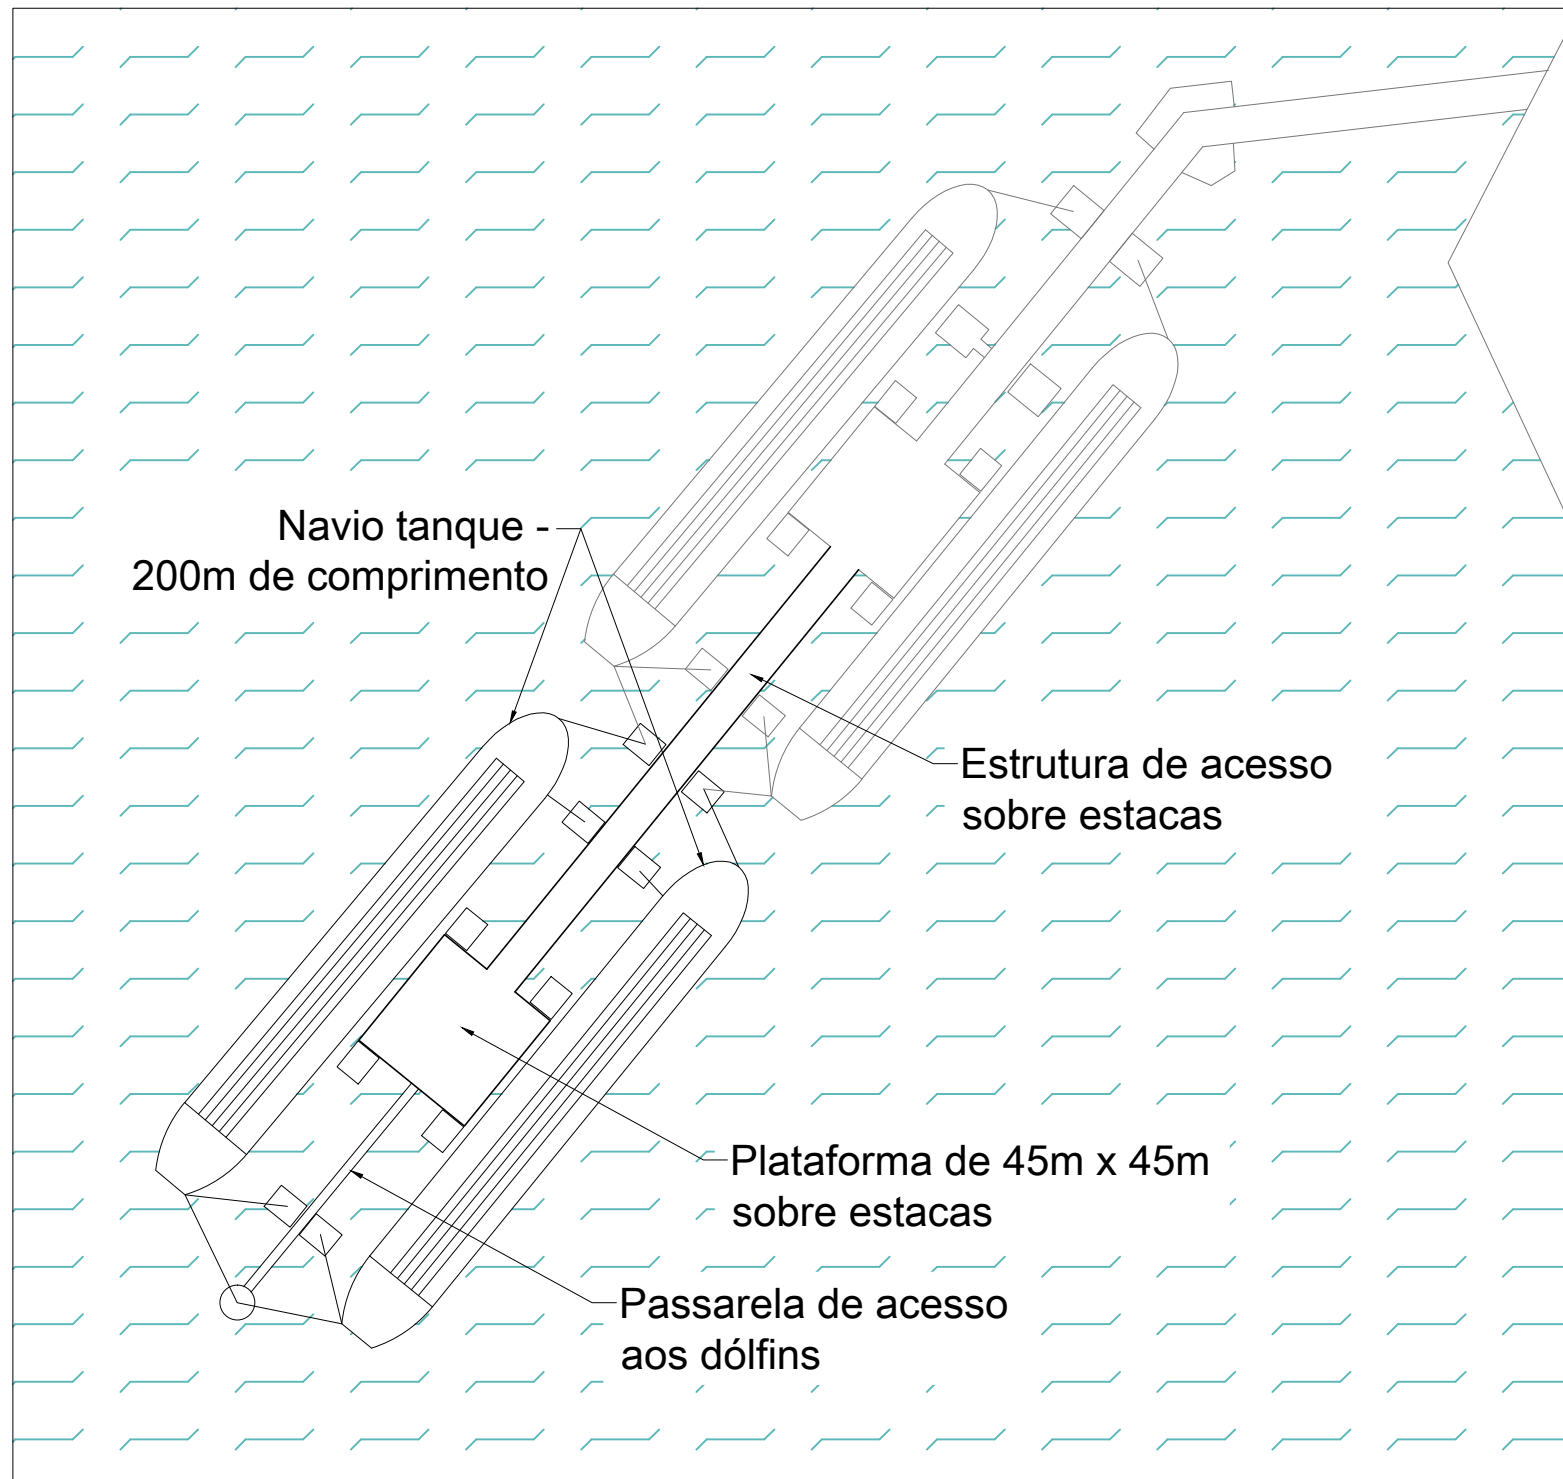 Navio tanque -
200m de comprimento
Estrutura de acesso
sobre estacas
Plataforma de 45m x 45m
sobre estacas
Passarela de acesso
aos dólfins